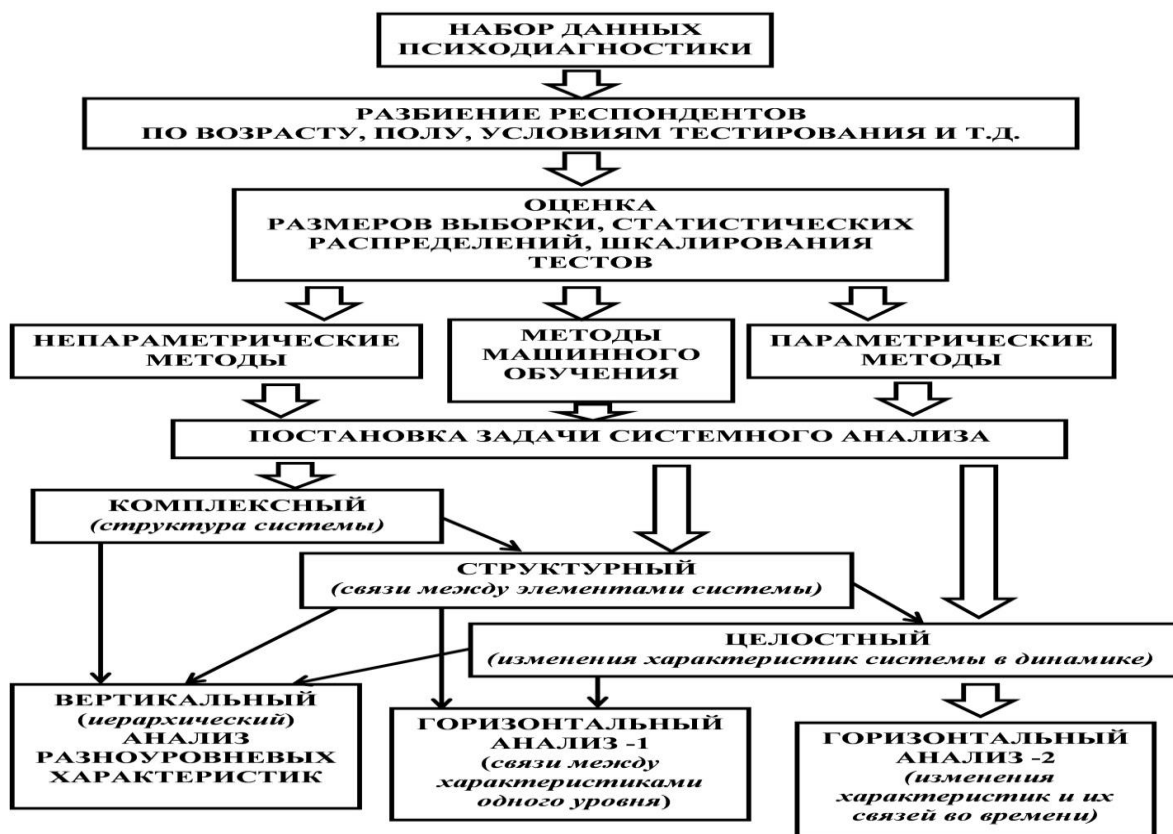 НАБОР ДАННЫХ
ПСИХОДИАГНОСТИКИ
РАЗБИЕНИЕ РЕСПОНДЕНТОВ
ПО ВОЗРАСТУ, ПОЛУ, УСЛОВИЯМ ТЕСТИРОВАНИЯ И Т.Д.
ОЦЕНКА
РАЗМЕРОВ ВЫБОРКИ, СТАТИСТИЧЕСКИХ
РАСПРЕДЕЛЕНИЙ, ШКАЛИРОВАНИЯ
ТЕСТОВ
НЕПАРАМЕТРИЧЕСКИЕ
МЕТОДЫ
МЕТОДЫ
МАШИННОГО
ОБУЧЕНИЯ
ПАРАМЕТРИЧЕСКИЕ
МЕТОДЫ
ПОСТАНОВКА ЗАДАЧИ СИСТЕМНОГО АНАЛИЗА
КОМПЛЕКСНЫЙ
(структура системы)
СТРУКТУРНЫЙ
(связи между элементами системы)
ЦЕЛОСТНЫЙ
(изменения характеристик системы в динамике)
ВЕРТИКАЛЬНЫЙ
(иерархический)
АНАЛИЗ
РАЗНОУРОВНЕВЫХ
ХАРАКТЕРИСТИК
ГОРИЗОНТАЛЬНЫЙ
АНАЛИЗ -1
(связи между
характеристиками
одного уровня)
ГОРИЗОНТАЛЬНЫЙ
АНАЛИЗ -2
(изменения
характеристик и их
связей во времени)